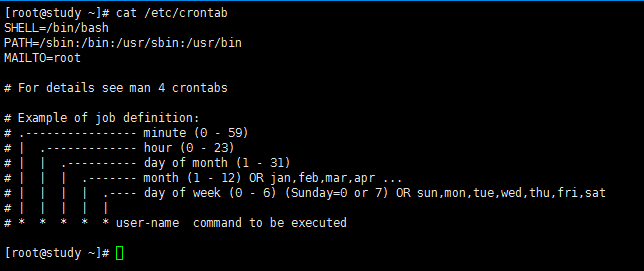 [root@study ~]# cat /etc/crontab
SHELL=/bin/bash
PATH=/sbin:/bin:/usr/sbin:/usr/bin
MAILTO=root

# For details see man 4 crontabs

# Example of job definition:
# .---------------- minute (0 - 59)
# |  .------------- hour (0 - 23)
# |  |  .---------- day of month (1 - 31)
# |  |  |  .------- month (1 - 12) OR jan,feb,mar,apr ...
# |  |  |  |  .---- day of week (0 - 6) (Sunday=0 or 7) OR sun,mon,tue,wed,thu,fri,sat
# |  |  |  |  |
# *  *  *  *  * user-name  command to be executed

[root@study ~]#